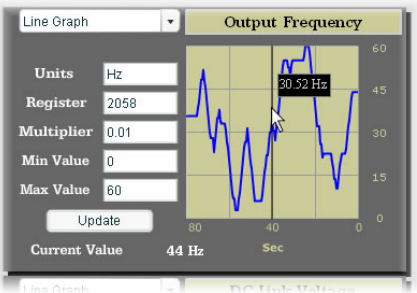 Line Graph
Output Frequency
Units Hz
Register 2058
Multiplier 0.01
Min Value 0
Max Value 60
Update
Current Value 44 Hz
60
45
30
15
0
30.52 Hz
80 40 0
Sec
Line Graph
DC Link Voltage